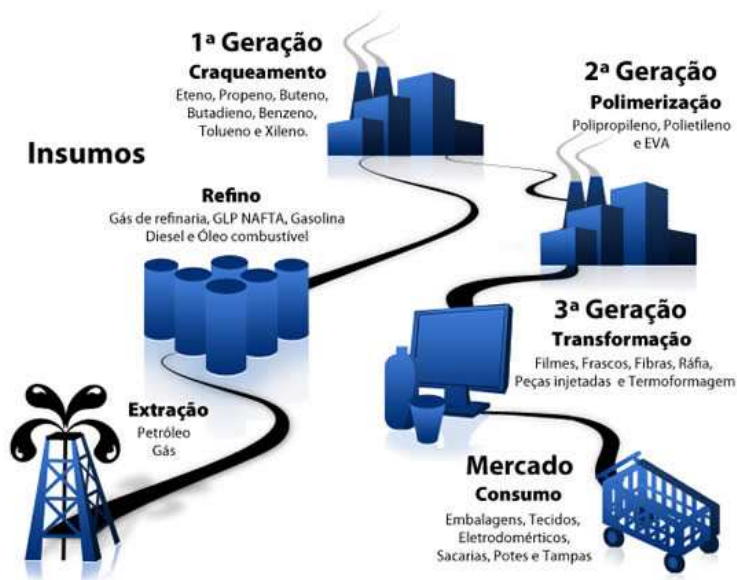 1ª Geração
Craqueamento
Eteno, Propeno, Buteno,
Butadieno, Benzeno,
Tolueno e Xileno.
2ª Geração
Polimerização
Polipropileno, Polietileno
e EVA
Insumos
Refino
Gás de refinaria, GLP NAFTA, Gasolina
Diesel e Óleo combustível
3ª Geração
Transformação
Filmes, Frascos, Fibras, Ráfia,
Peças injetadas e Termoformagem
Extração
Petróleo
Gás
Mercado
Consumo
Embalagens, Tecidos,
Eletrodomérticos,
Sacarias, Potes e Tampas